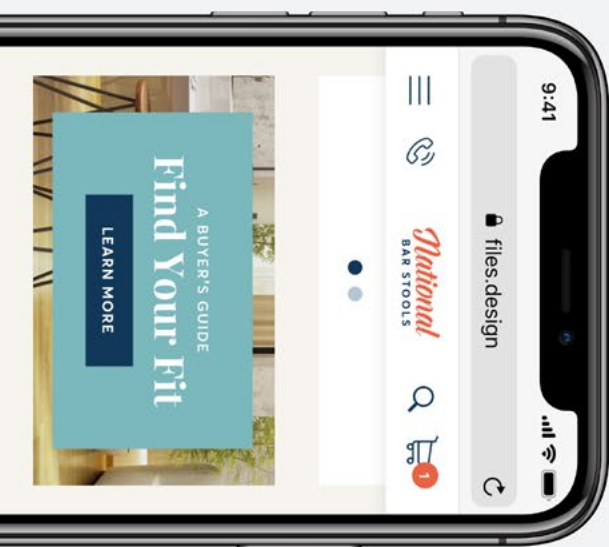 9:41
files.design
National
BAR STOOLS
1
A BUYER'S GUIDE
Find Your Fit
LEARN MORE